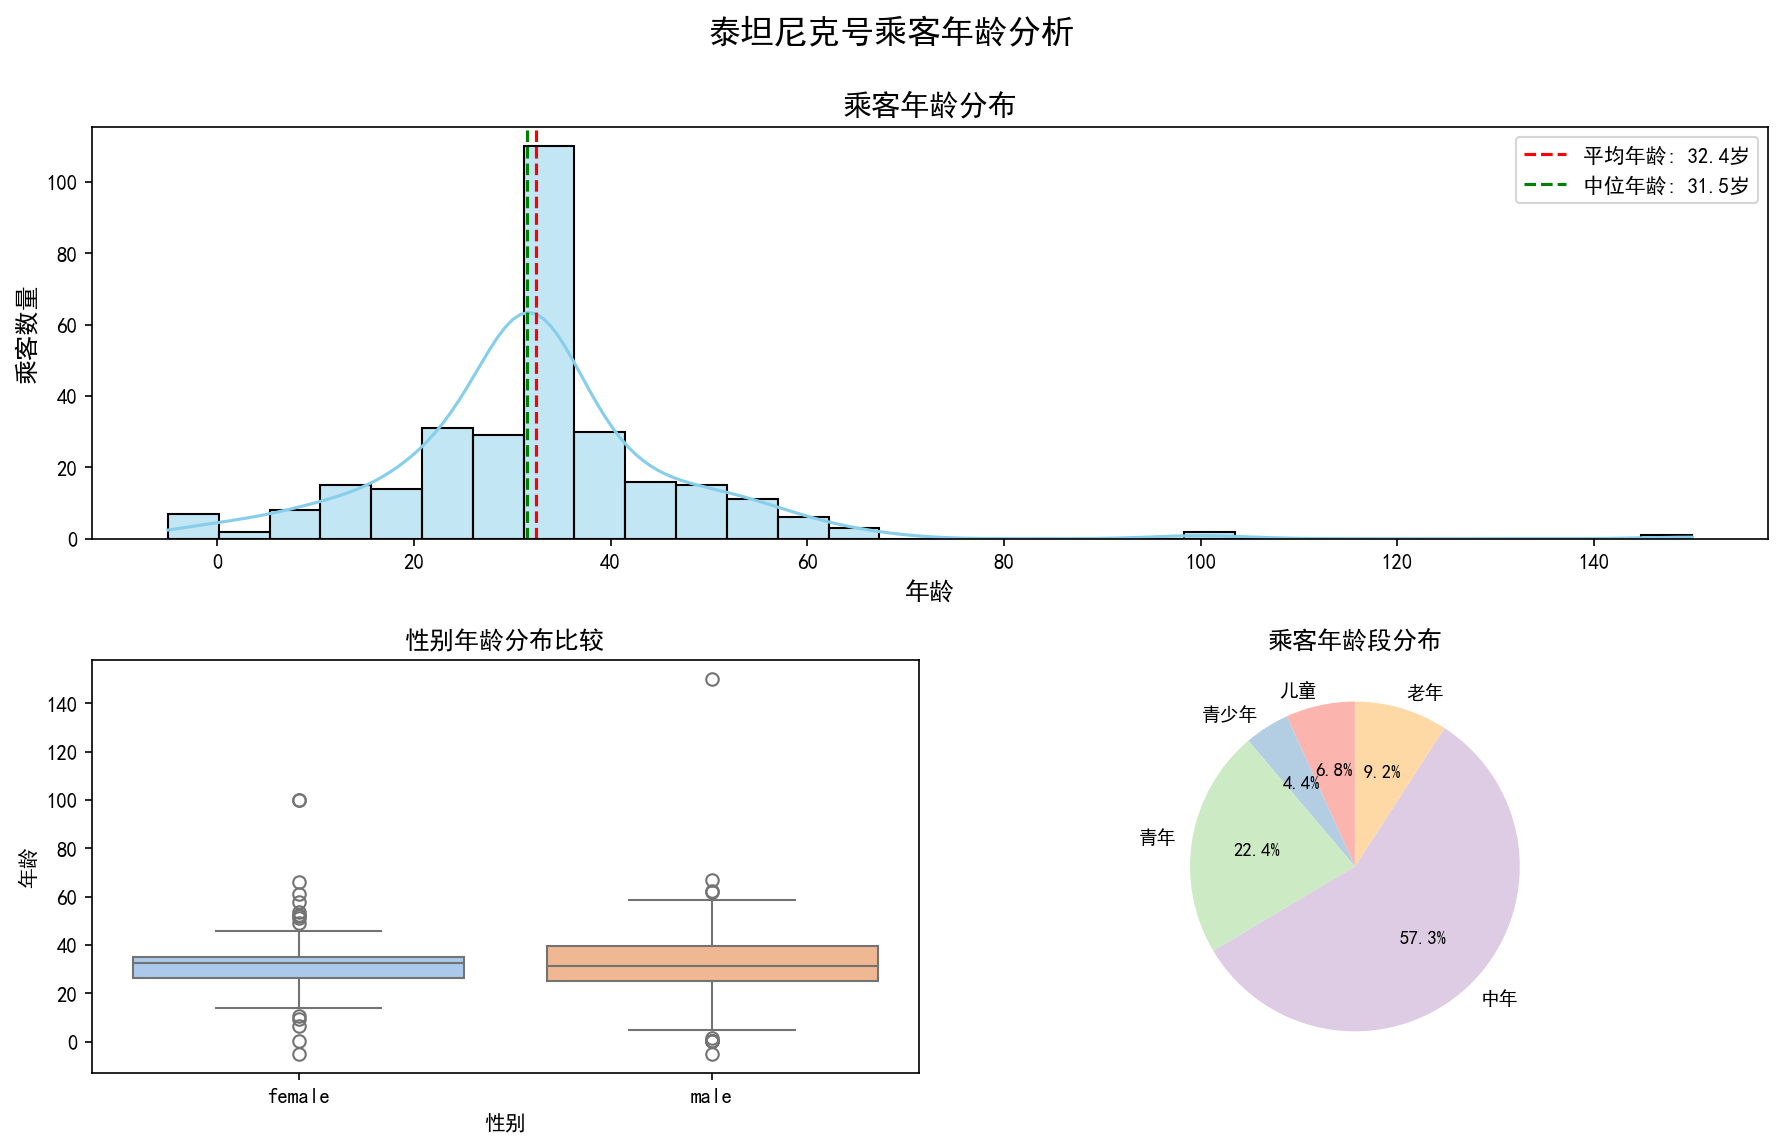 泰坦尼克号乘客年龄分析
乘客年龄分布
平均年龄: 32.4岁
中位年龄: 31.5岁
乘客数量
100
80
60
40
20
0
0 20 40 60 80 100 120 140
年龄
性别年龄分布比较
年龄
140
120
100
80
60
40
20
0
female male
性别
乘客年龄段分布
儿童
老年
青少年
6.8%
9.2%
4.4%
青年
22.4%
57.3%
中年